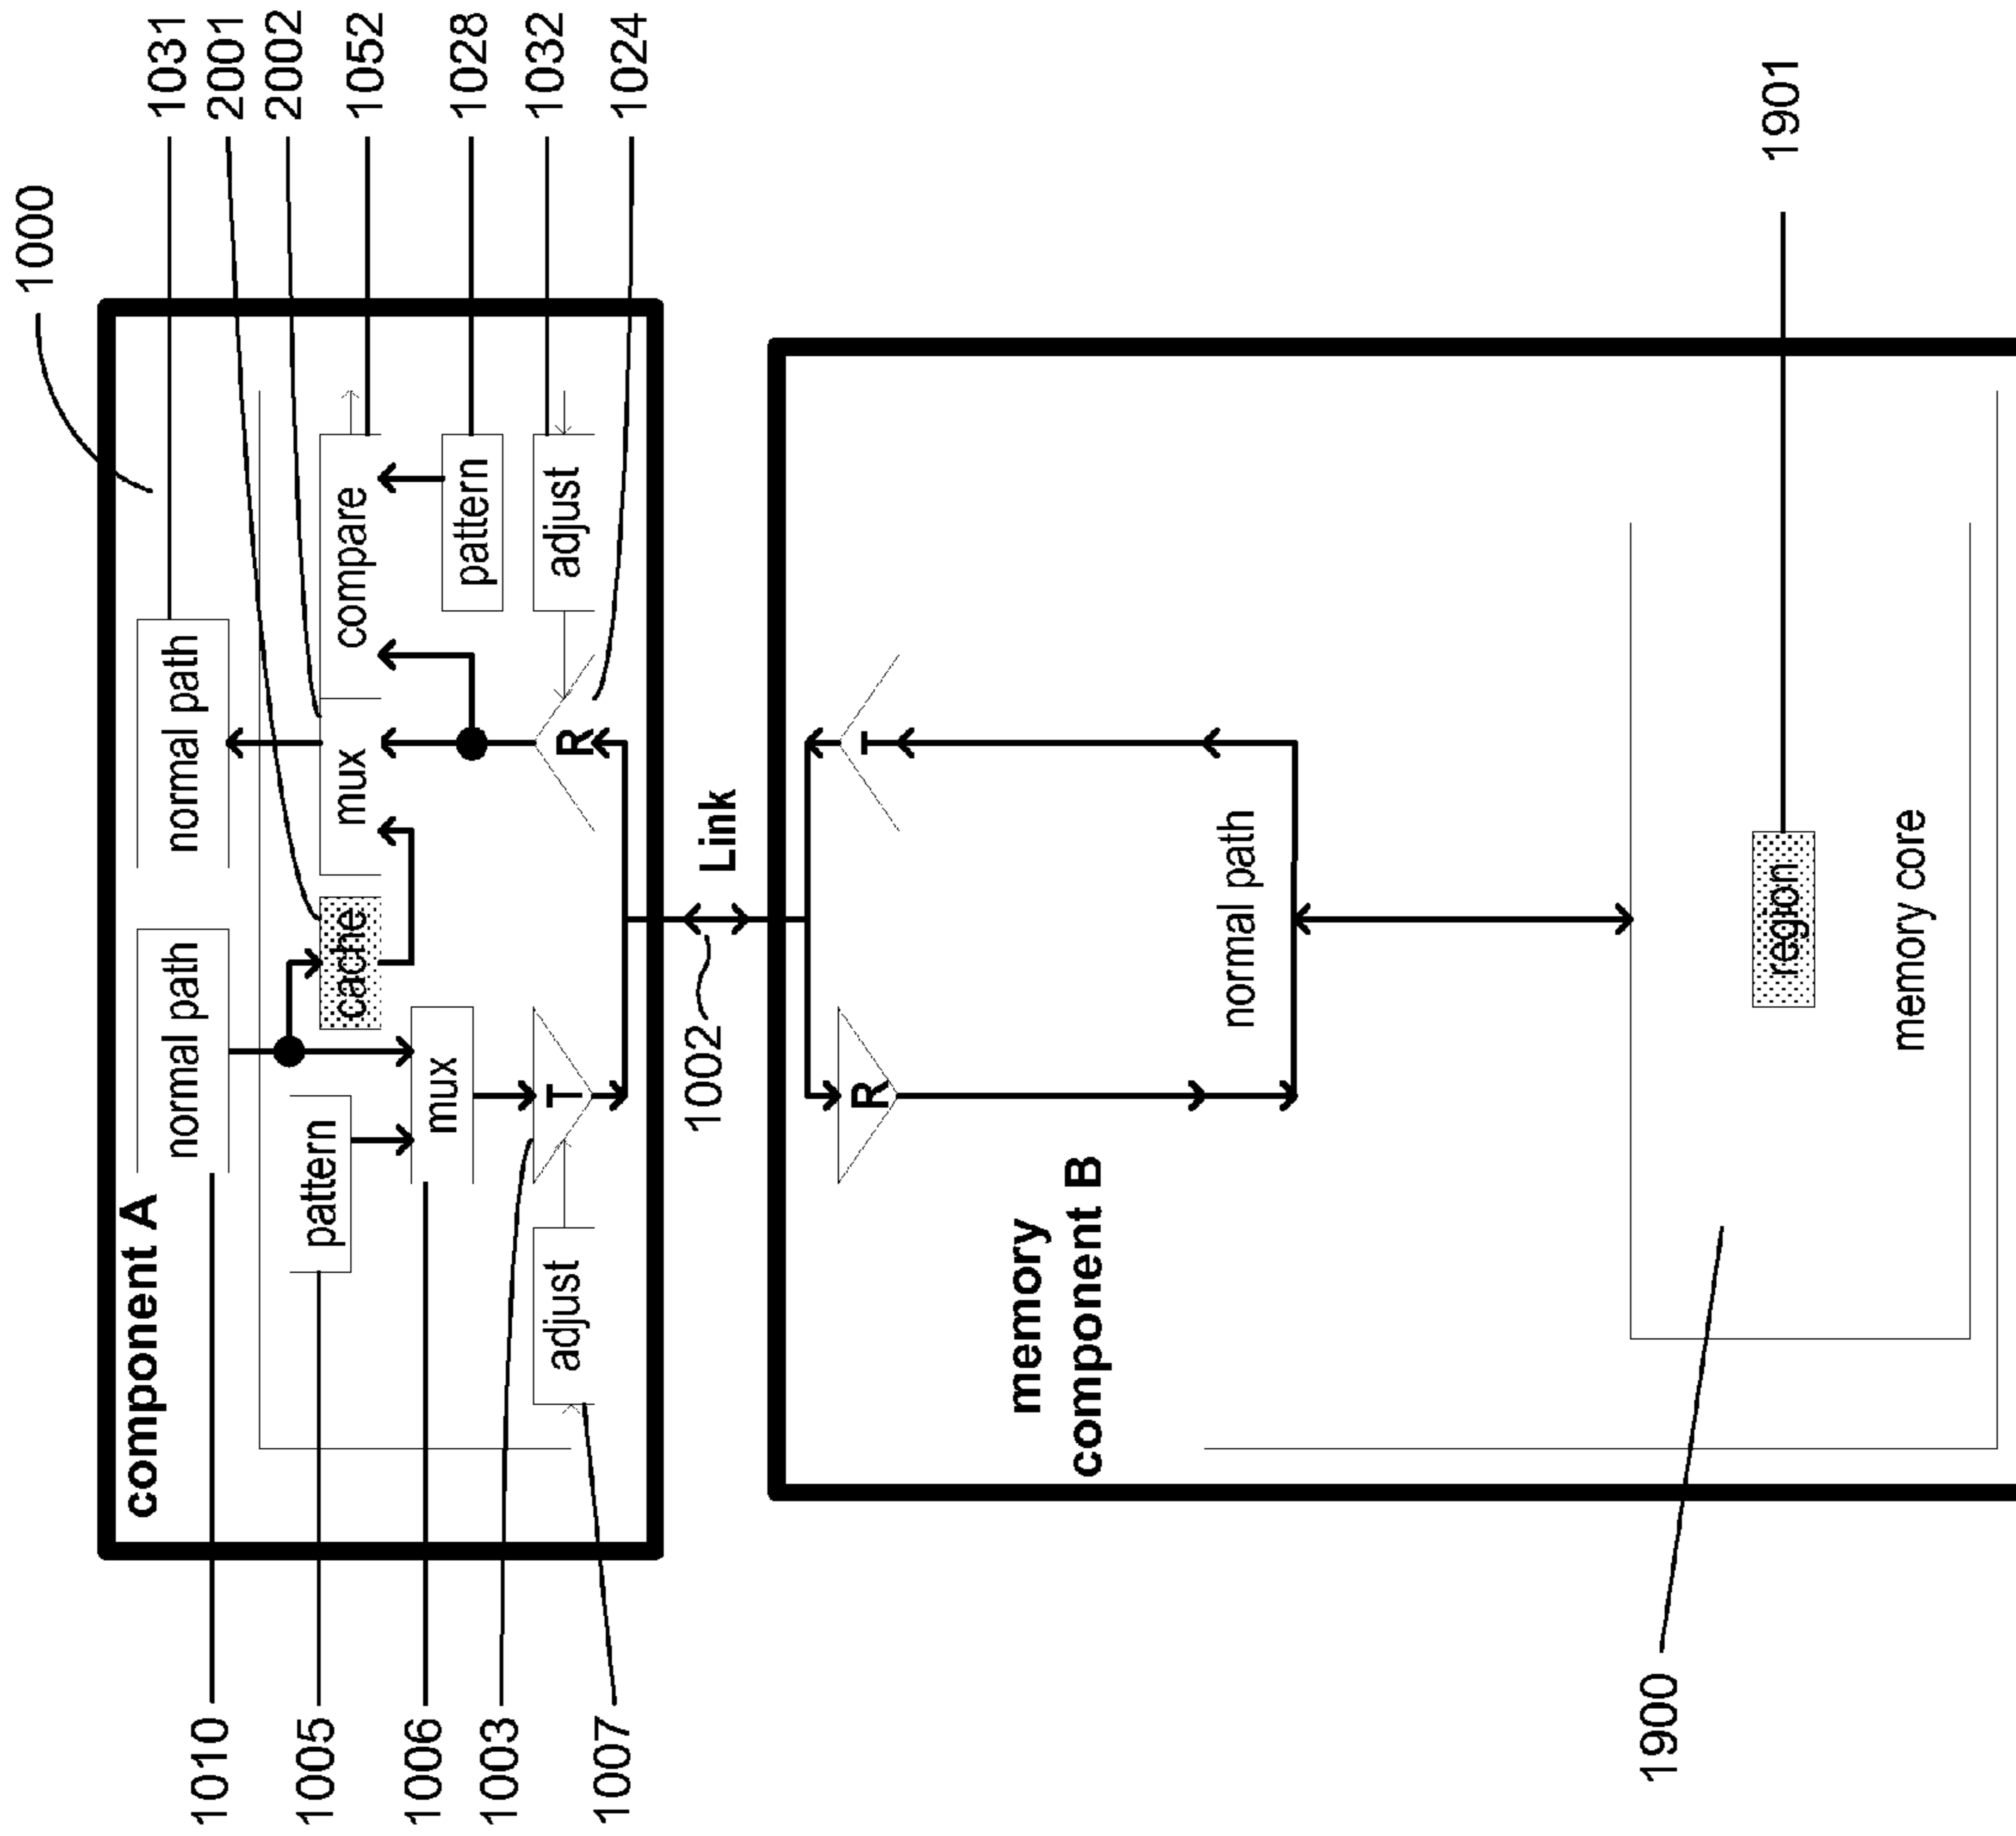 1000
1031
2001
2002
1052
1028
1032
1024
component A
normal path
normal path
pattern
cache
mux
compare
mux
pattern
adjust
T
R
adjust
1010
1005
1006
1003
1007
1002
Link
R
T
memory
component B
normal path
region
memory core
1901
1900